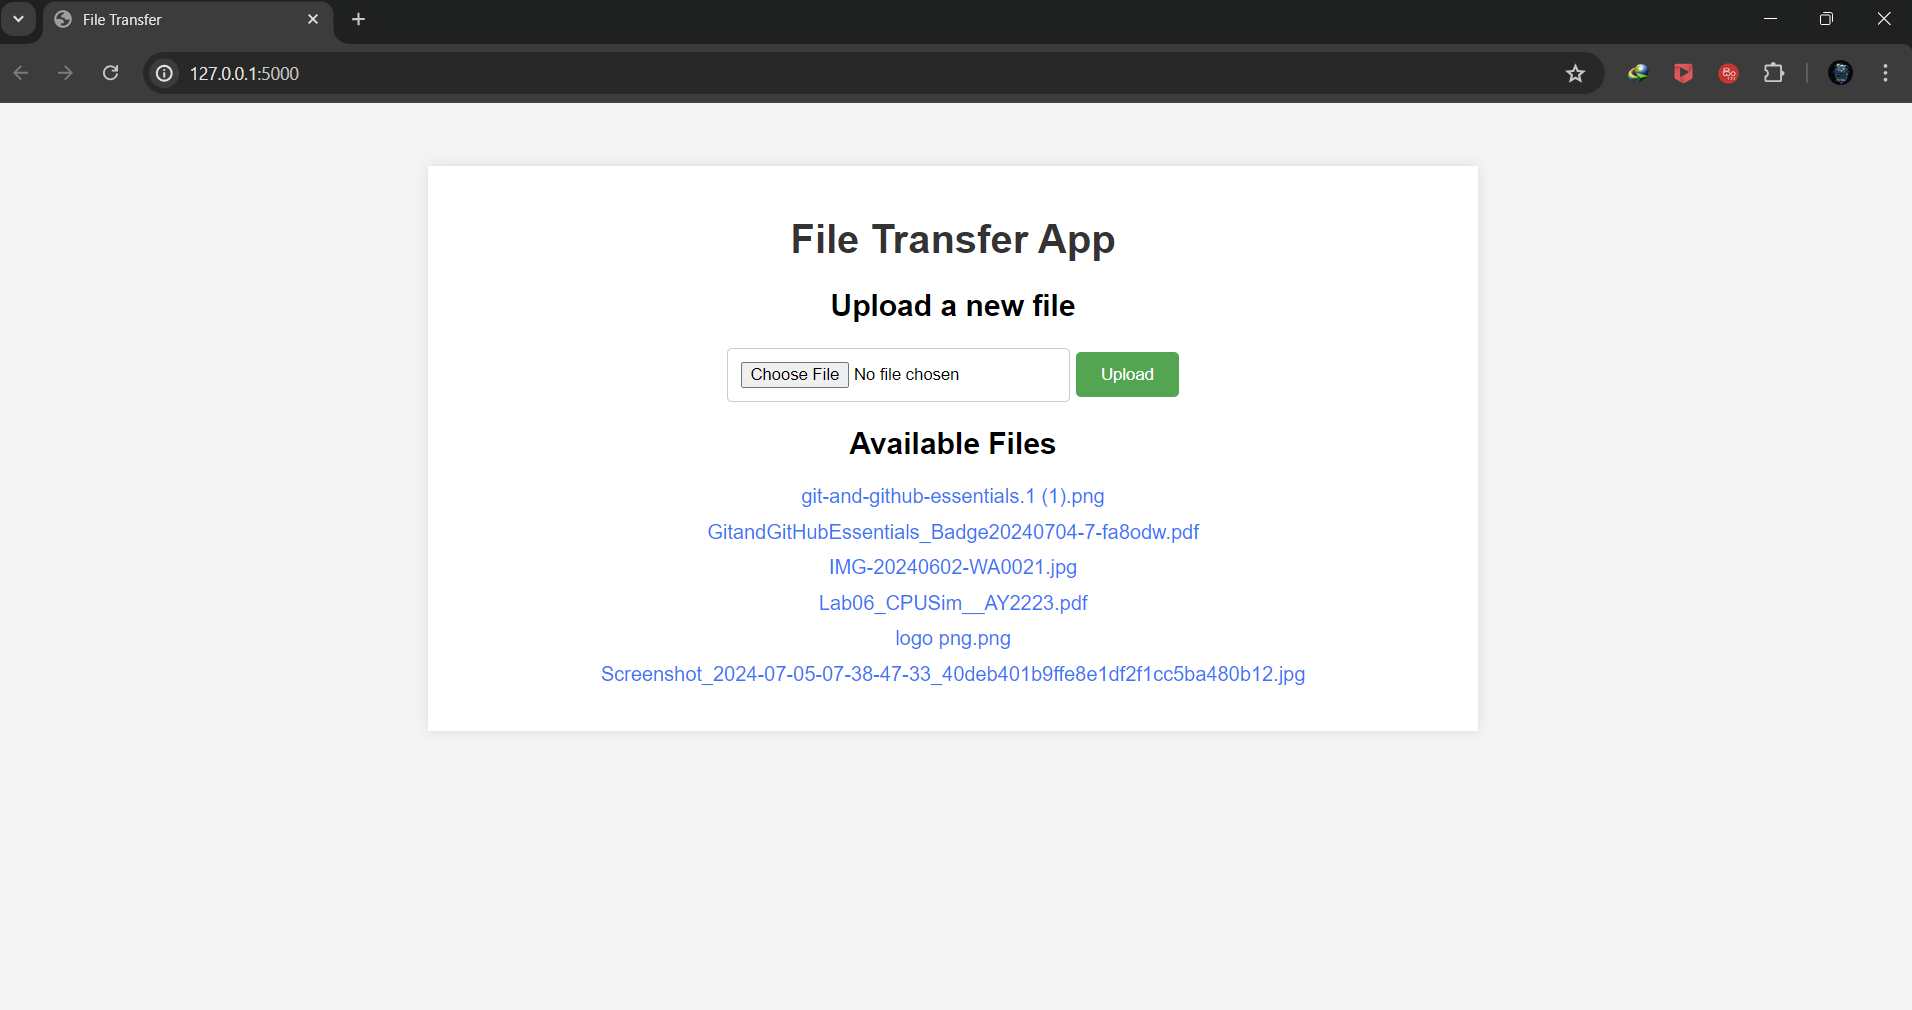 File Transfer
127.0.0.1:5000
File Transfer App
Upload a new file
Choose File No file chosen Upload
Available Files
git-and-github-essentials.1 (1).png
GitandGitHubEssentials_Badge20240704-7-fa8odw.pdf
IMG-20240602-WA0021.jpg
Lab06_CPUSim__AY2223.pdf
logo png.png
Screenshot_2024-07-05-07-38-47-33_40deb401b9ffe8e1df2f1cc5ba480b12.jpg